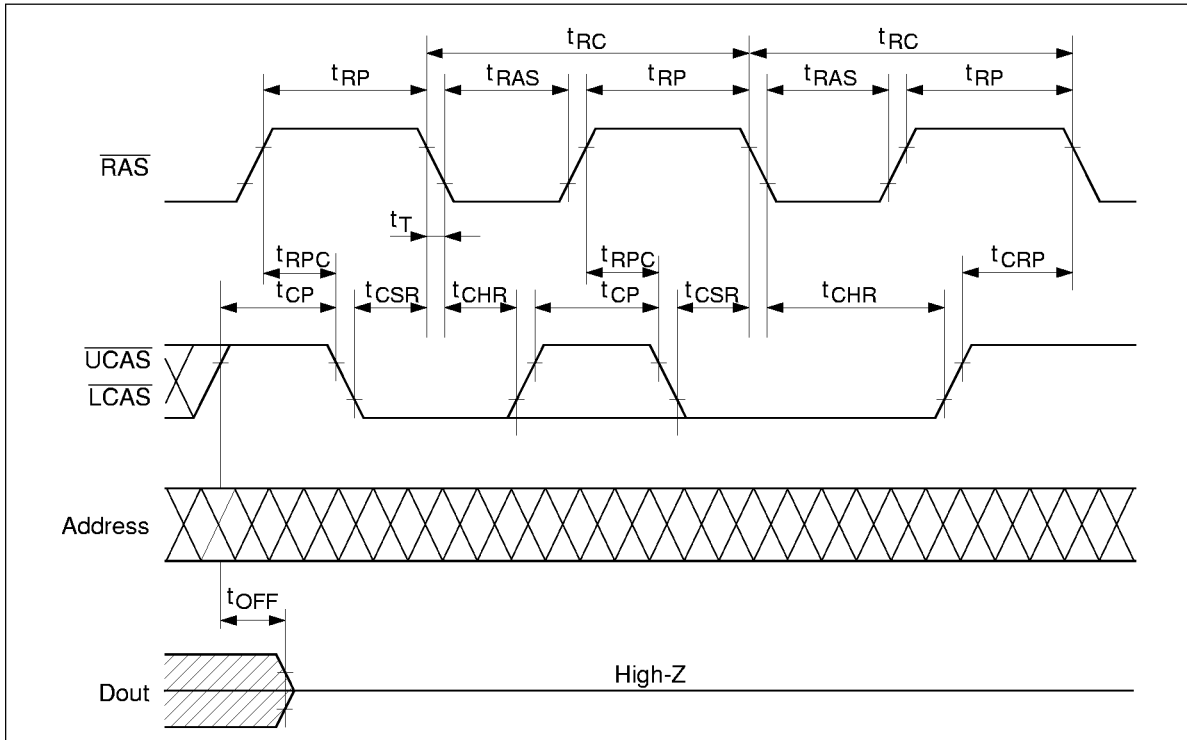 tRC tRC
tRP tRAS tRP tRAS tRP
RAS
tT
tRPC tRPC tCRP
tCP tCSR tCHR tCP tCSR tCHR
UCAS
LCAS
Address
tOFF
High-Z
Dout